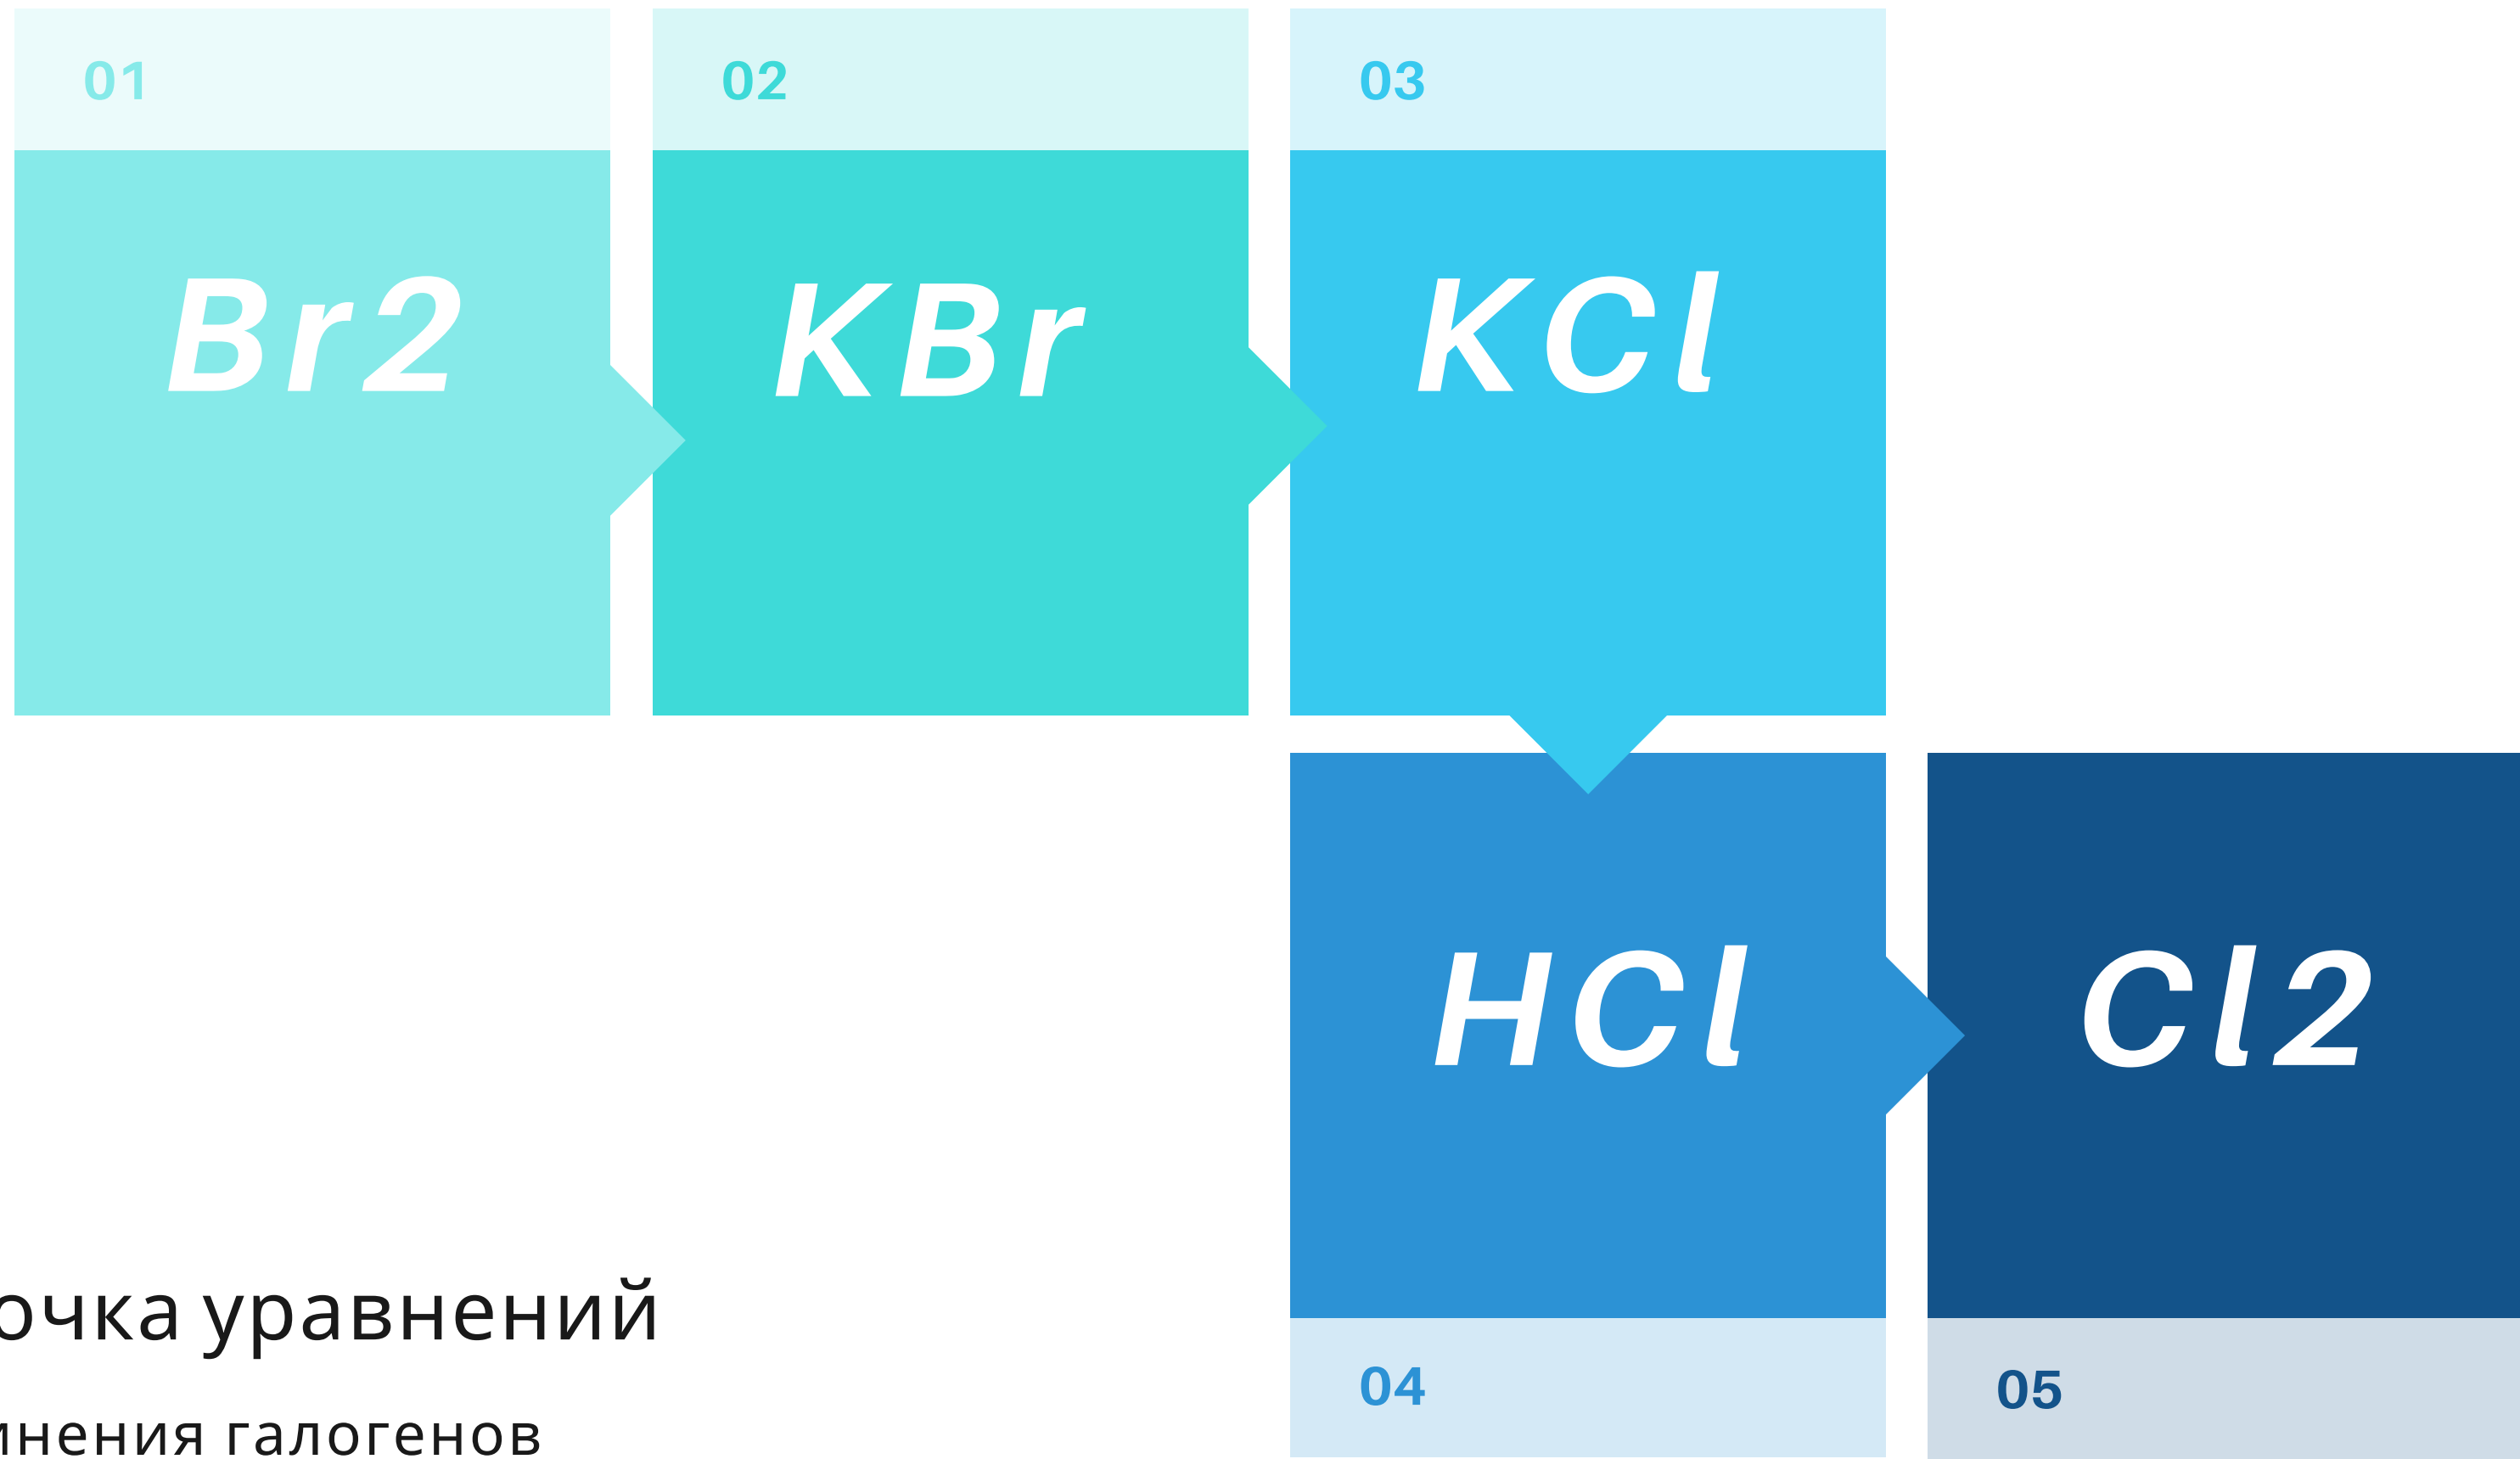 01
02
03
Br2
KBr
KCl
HCl
Cl2
очка уравнений
04
05
нения галогенов